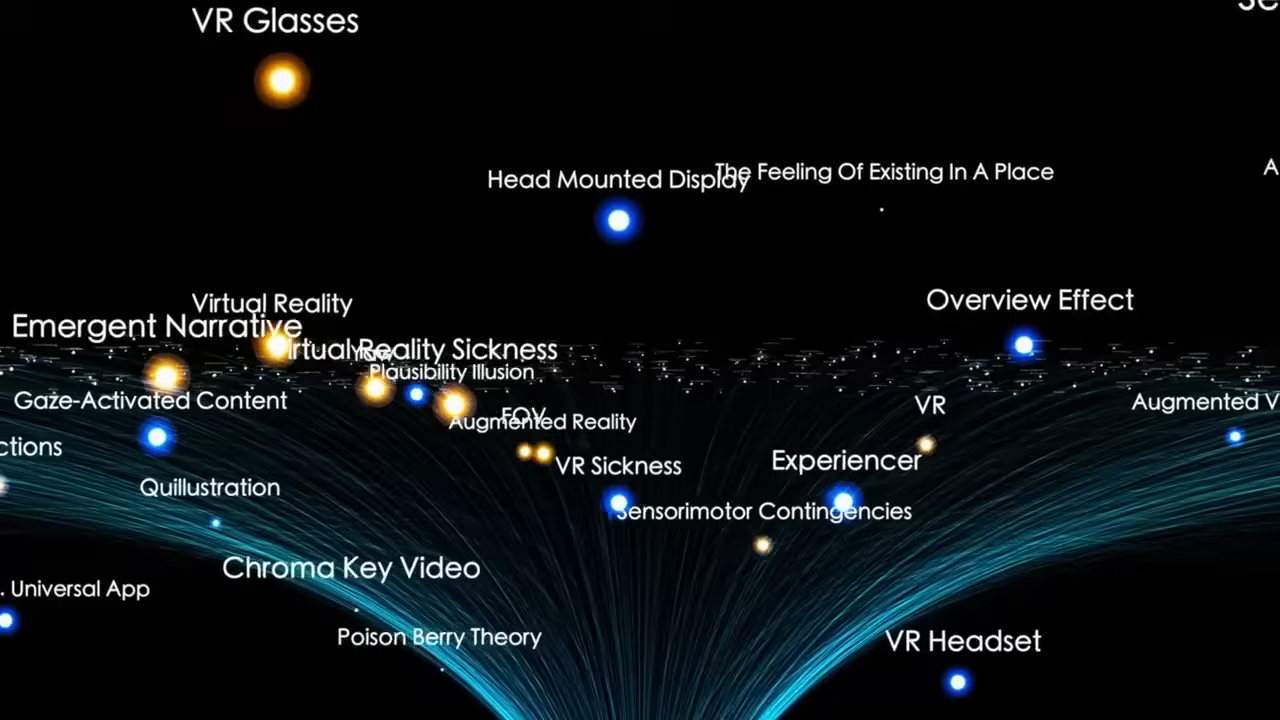 VR Glasses
Head Mounted Display
The Feeling Of Existing In A Place
Virtual Reality
Overview Effect
Emergent Narrative
Virtual Reality Sickness
Plausibility Illusion
Gaze-Activated Content
Augmented V
VR
FOV
Augmented Reality
ctions
VR Sickness
Experiencer
Quillustration
Sensorimotor Contingencies
Chroma Key Video
. Universal App
Poison Berry Theory
VR Headset